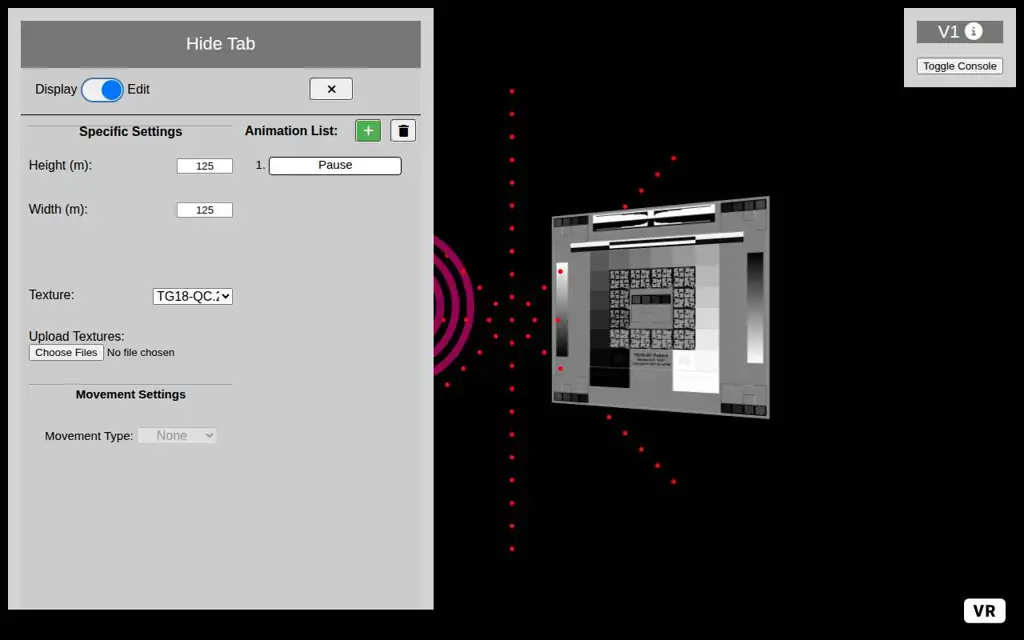 Hide Tab
V1 i
Toggle Console
Display Edit ✕
Specific Settings
Animation List: +
Height (m): 125
1. Pause
Width (m): 125
Texture: TG18-QC.2
Upload Textures:
Choose Files No file chosen
Movement Settings
Movement Type: None
VR